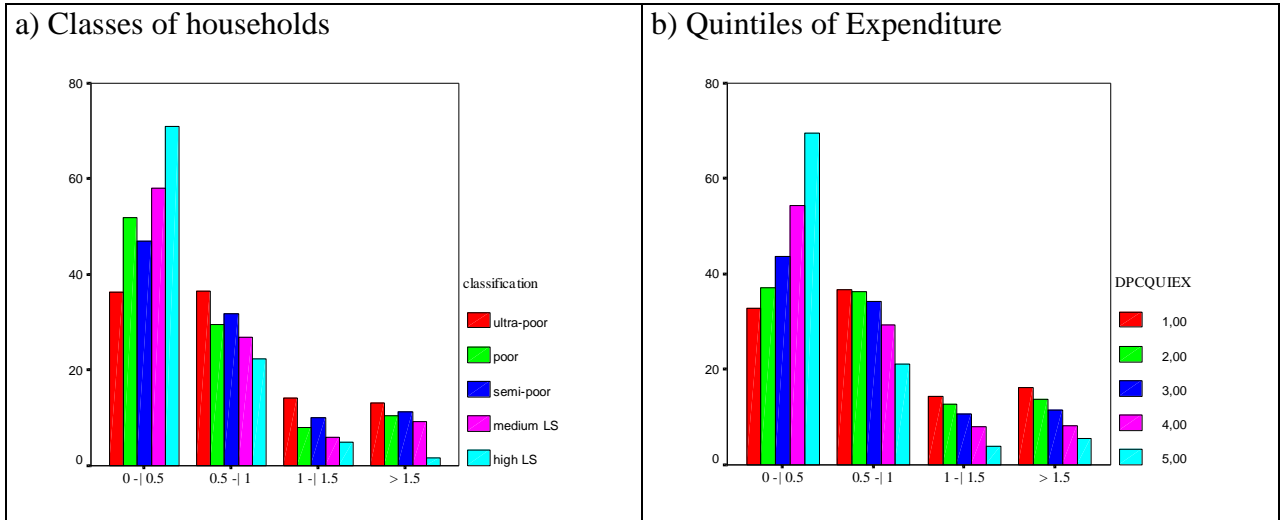 a) Classes of households
80
60
40
20
0
0 -| 0.5
0.5 -| 1
1 -| 1.5
> 1.5
classification
ultra-poor
poor
semi-poor
medium LS
high LS
b) Quintiles of Expenditure
80
60
40
20
0
0 -| 0.5
0.5 -| 1
1 -| 1.5
> 1.5
DPCQUIEX
1,00
2,00
3,00
4,00
5,00